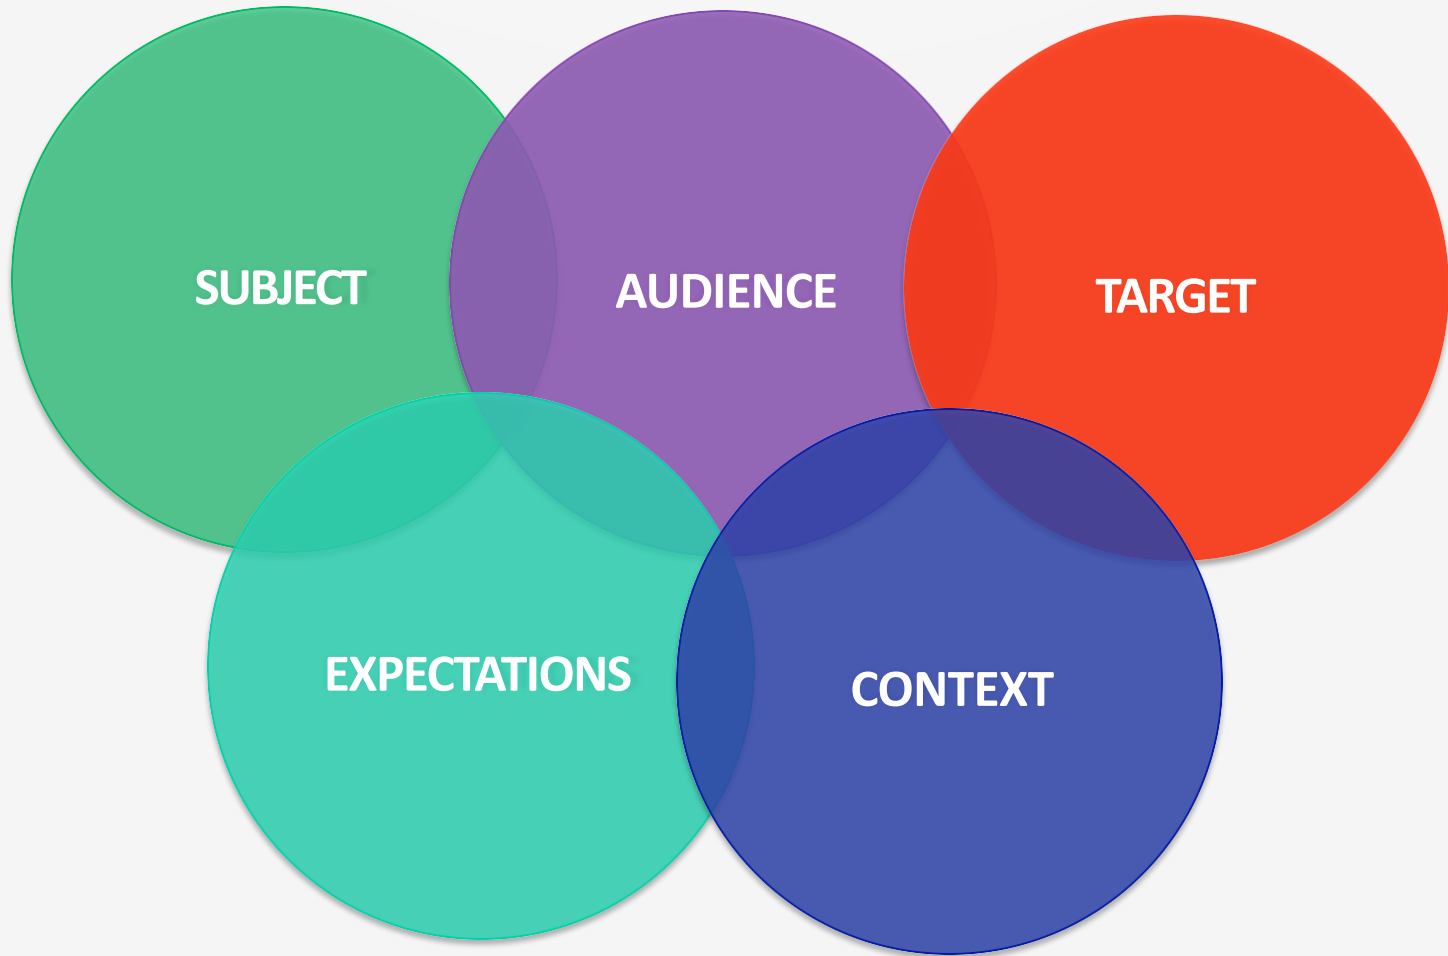 SUBJECT
AUDIENCE
TARGET
EXPECTATIONS
CONTEXT